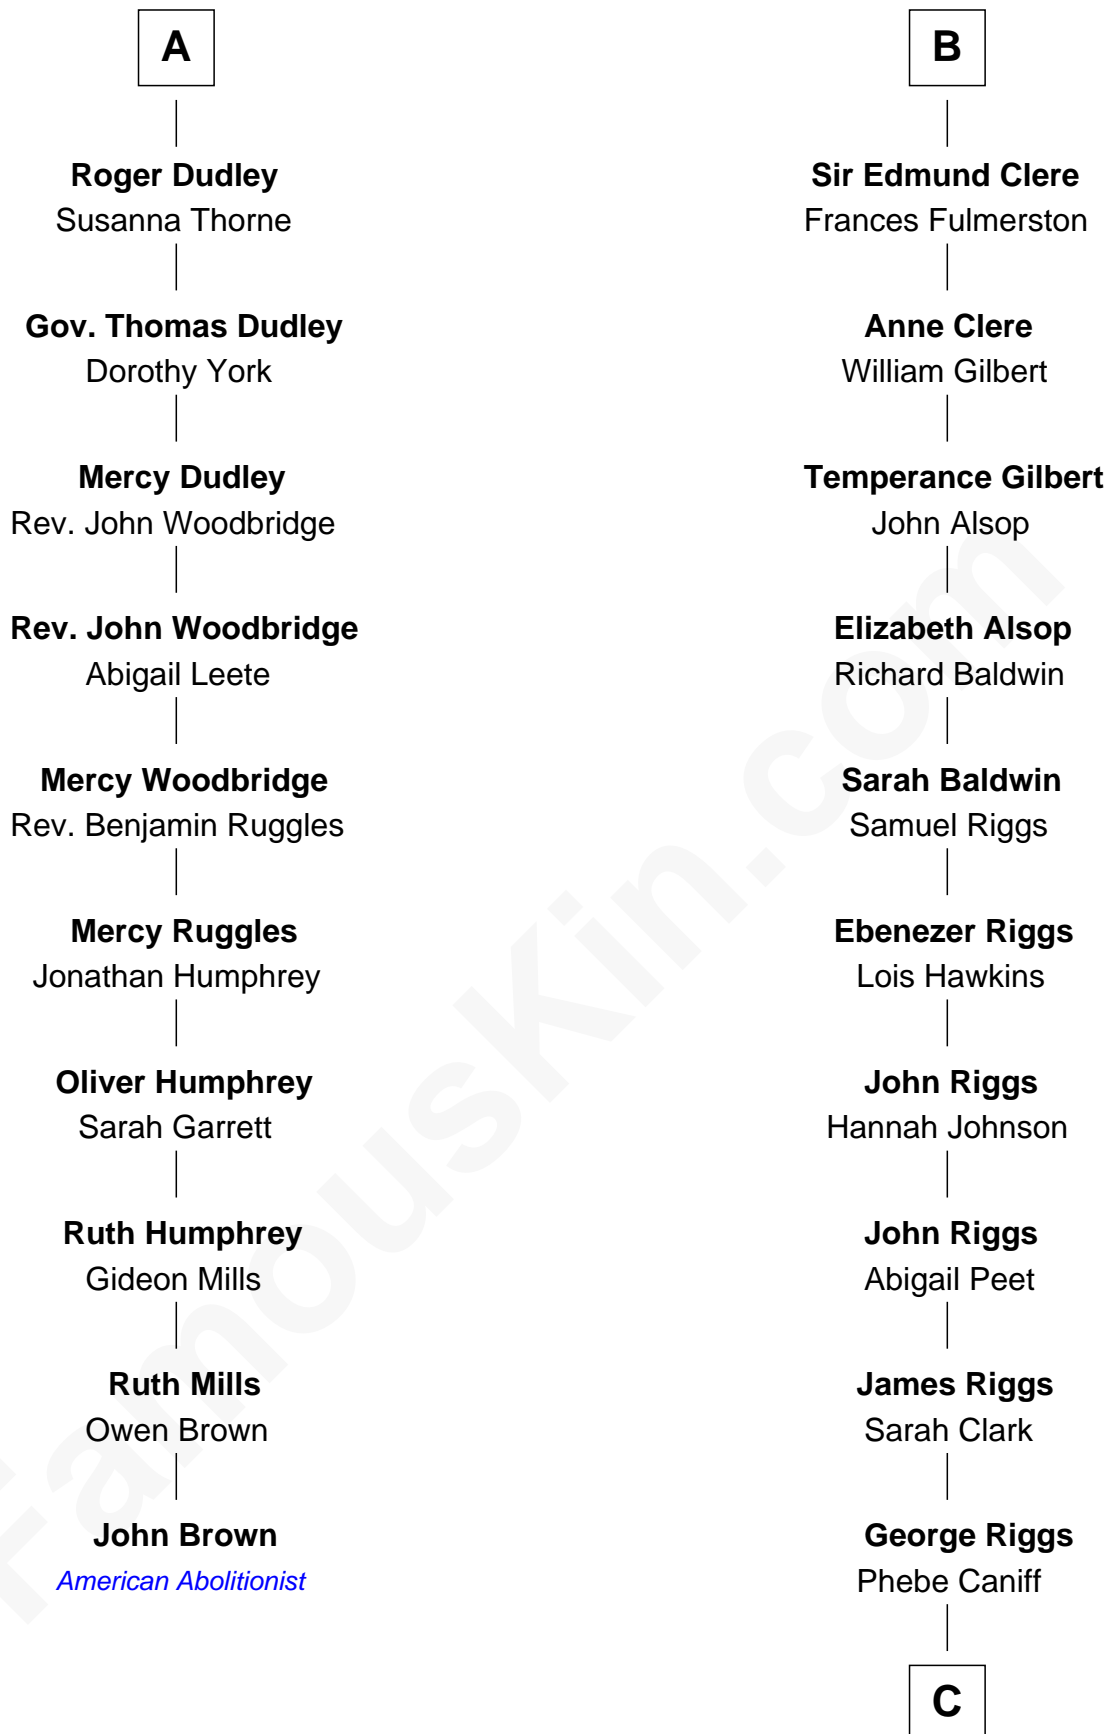 A
Roger Dudley
Susanna Thorne
Gov. Thomas Dudley
Dorothy York
Mercy Dudley
Rev. John Woodbridge
Rev. John Woodbridge
Abigail Leete
Mercy Woodbridge
Rev. Benjamin Ruggles
Mercy Ruggles
Jonathan Humphrey
Oliver Humphrey
Sarah Garrett
Ruth Humphrey
Gideon Mills
Ruth Mills
Owen Brown
John Brown
American Abolitionist
B
Sir Edmund Clere
Frances Fulmerston
Anne Clere
William Gilbert
Temperance Gilbert
John Alsop
Elizabeth Alsop
Richard Baldwin
Sarah Baldwin
Samuel Riggs
Ebenezer Riggs
Lois Hawkins
John Riggs
Hannah Johnson
John Riggs
Abigail Peet
James Riggs
Sarah Clark
George Riggs
Phebe Caniff
C
FamousKin.com